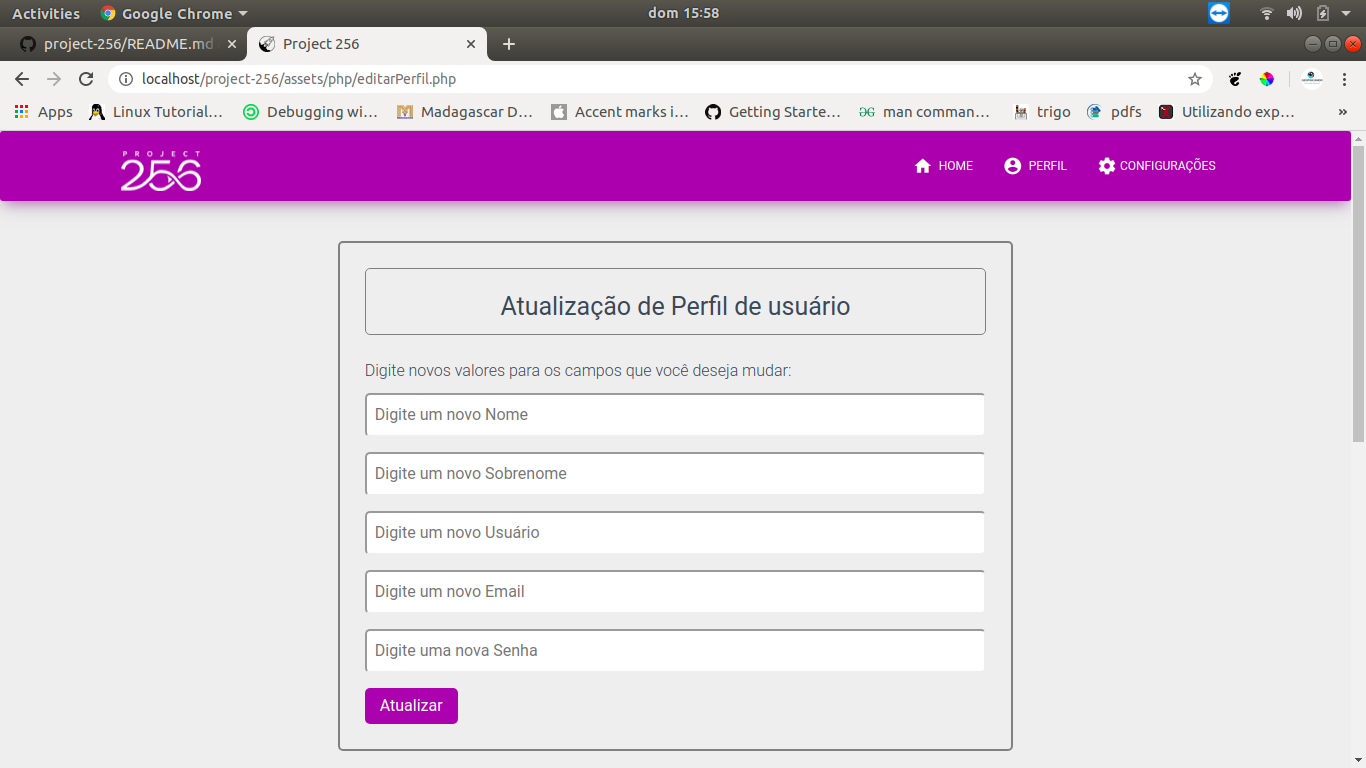 Activities Google Chrome dom 15:58
project-256/README.md Project 256
localhost/project-256/assets/php/editarPerfil.php
Apps Linux Tutorial… Debugging wi… Madagascar D… Accent marks i… Getting Starte… man comman… trigo pdfs Utilizando exp… »
PROJECT
256
HOME PERFIL CONFIGURAÇÕES
Atualização de Perfil de usuário
Digite novos valores para os campos que você deseja mudar:
Digite um novo Nome
Digite um novo Sobrenome
Digite um novo Usuário
Digite um novo Email
Digite uma nova Senha
Atualizar